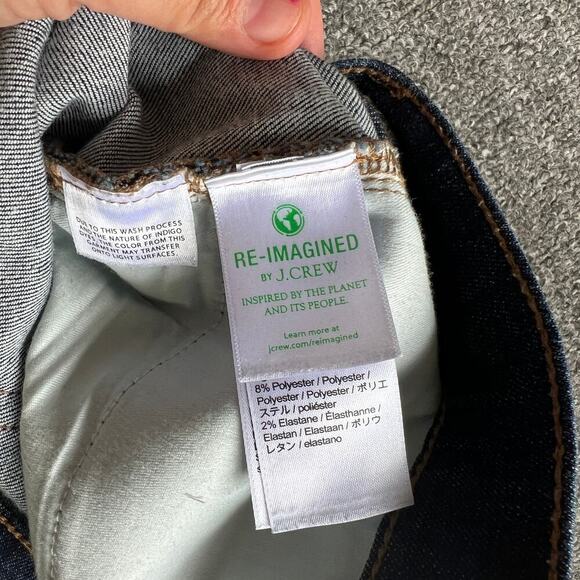 DUE TO THIS WASH PROCESS
AND THE NATURE OF INDIGO
DYES THE COLOR FROM THIS
GARMENT MAY TRANSFER
ONTO LIGHT SURFACES.
RE-IMAGINED
BY J.CREW
INSPIRED BY THE PLANET
AND ITS PEOPLE.
Learn more at
jcrew.com/reimagined
8% Polyester / Polyester /
Polyester / Polyester / ポリエ
ステル / poliéster
2% Elastane / Élasthanne /
Elastan / Elastaan / ポリウ
レタン / elastano